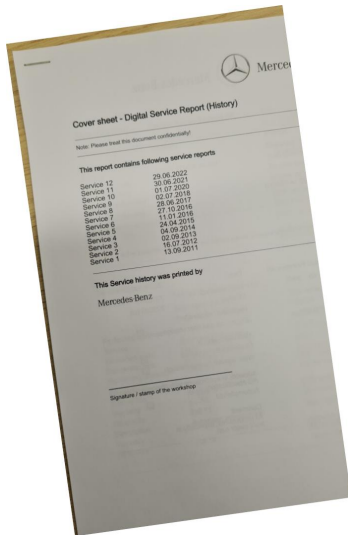 Merce
Cover sheet - Digital Service Report (History)
Note: Please treat this document confidentially!
This report contains following service reports
Service 12 29.06.2022
Service 11 30.06.2021
Service 10 01.07.2020
Service 9 02.07.2018
Service 8 28.06.2017
Service 7 27.10.2016
Service 6 11.01.2016
Service 5 24.04.2015
Service 4 04.09.2014
Service 3 02.09.2013
Service 2 16.07.2012
Service 1 13.09.2011
This Service history was printed by
Mercedes Benz
Signature / stamp of the workshop